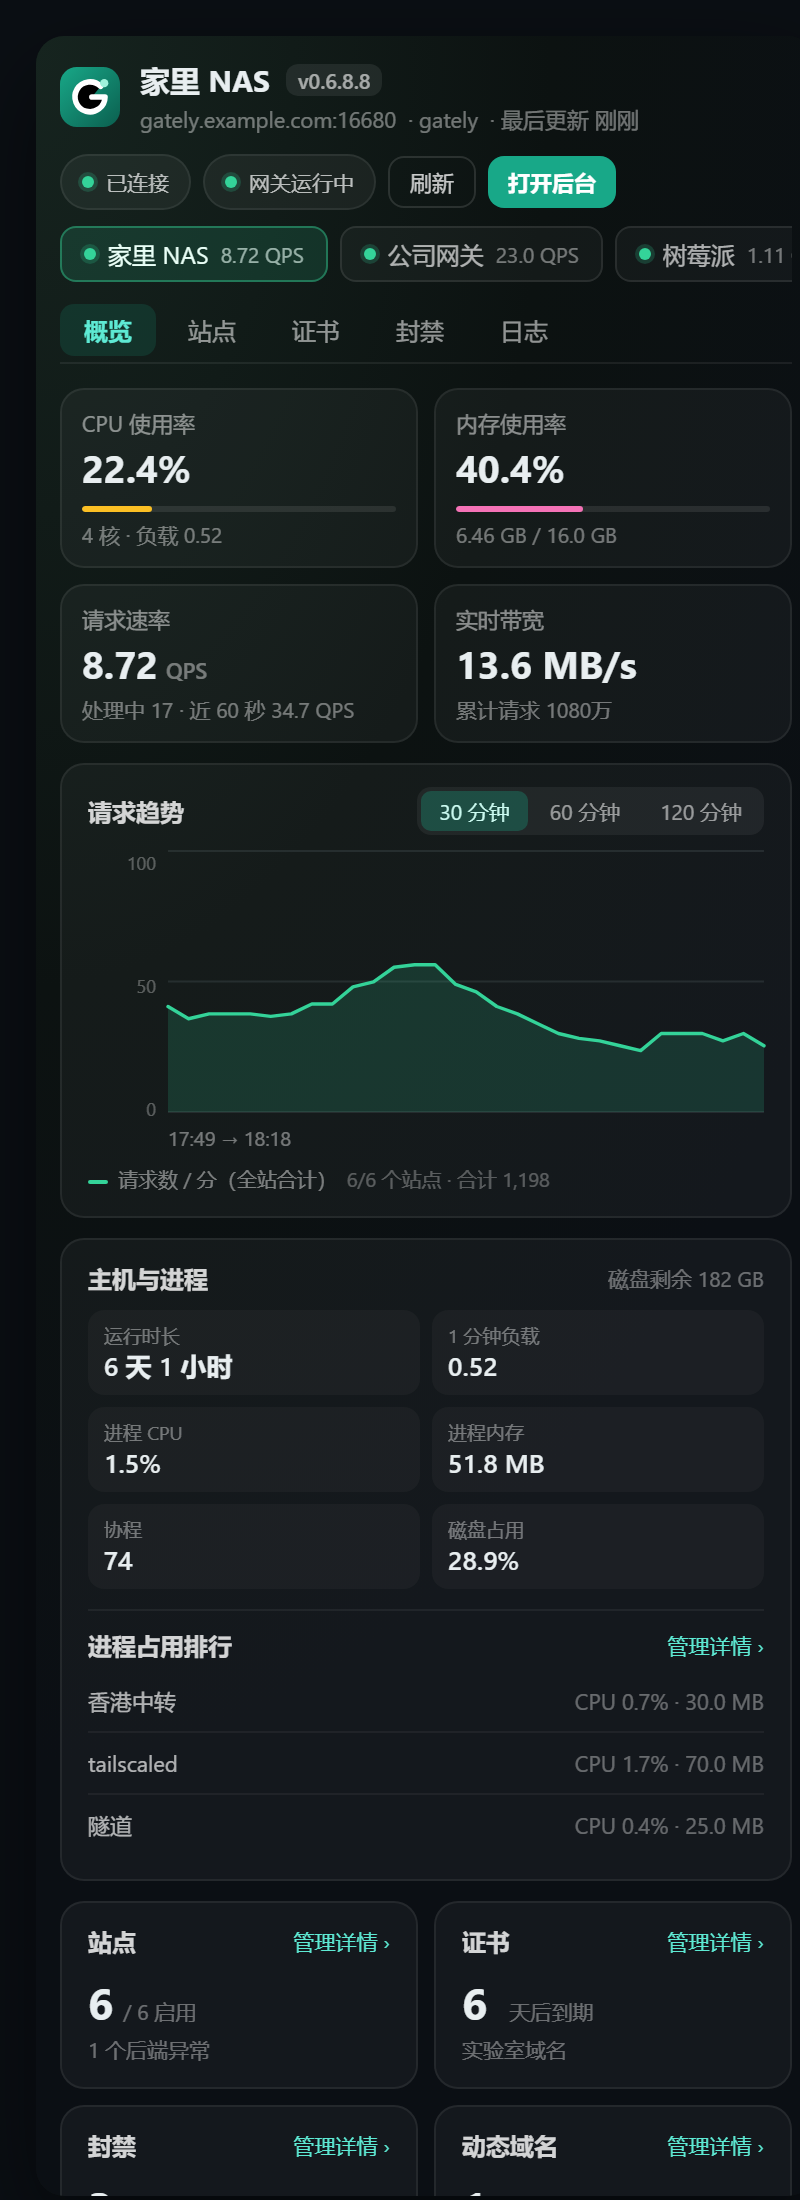 家里 NAS v0.6.8.8
gately.example.com:16680 · gately · 最后更新 刚刚
已连接 网关运行中 刷新 打开后台
家里 NAS 8.72 QPS 公司网关 23.0 QPS 树莓派 1.11
概览 站点 证书 封禁 日志
CPU 使用率
22.4%
4 核 · 负载 0.52
内存使用率
40.4%
6.46 GB / 16.0 GB
请求速率
8.72 QPS
处理中 17 · 近 60 秒 34.7 QPS
实时带宽
13.6 MB/s
累计请求 1080万
请求趋势 30 分钟 60 分钟 120 分钟
100
50
0
17:49 → 18:18
请求数 / 分（全站合计） 6/6 个站点 · 合计 1,198
主机与进程 磁盘剩余 182 GB
运行时长
6 天 1 小时
1 分钟负载
0.52
进程 CPU
1.5%
进程内存
51.8 MB
协程
74
磁盘占用
28.9%
进程占用排行 管理详情 ›
香港中转 CPU 0.7% · 30.0 MB
tailscaled CPU 1.7% · 70.0 MB
隧道 CPU 0.4% · 25.0 MB
站点 管理详情 ›
6 / 6 启用
1 个后端异常
证书 管理详情 ›
6 天后到期
实验室域名
封禁 管理详情 ›
动态域名 管理详情 ›